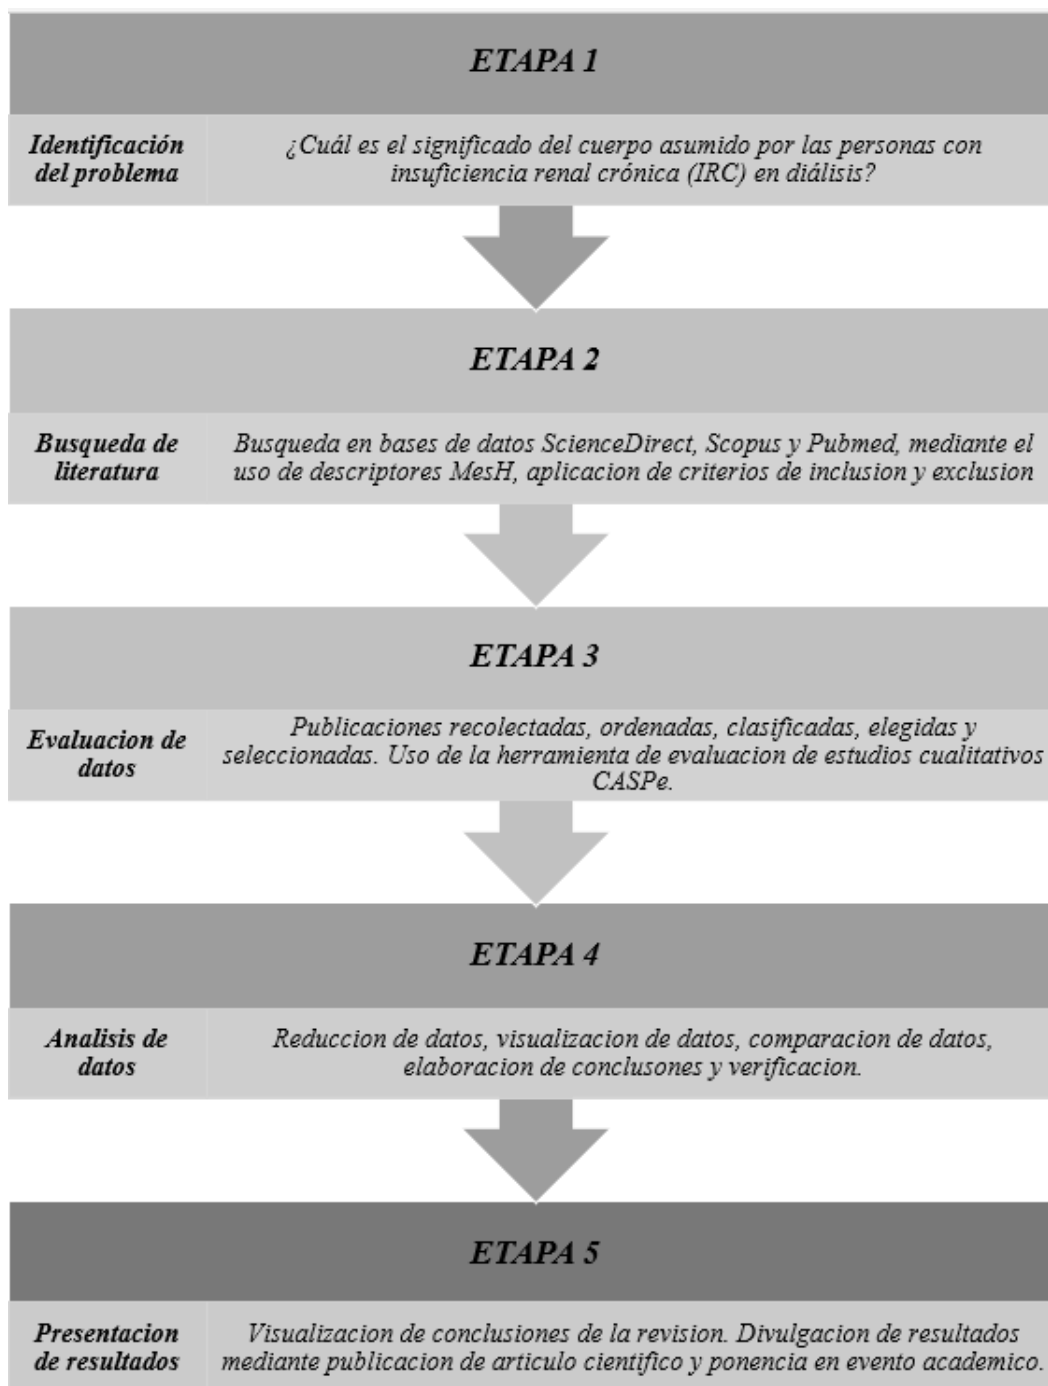 ETAPA 1
Identificación
del problema
¿Cuál es el significado del cuerpo asumido por las personas con
insuficiencia renal crónica (IRC) en diálisis?
ETAPA 2
Busqueda de
literatura
Busqueda en bases de datos ScienceDirect, Scopus y Pubmed, mediante el
uso de descriptores MesH, aplicacion de criterios de inclusion y exclusion
ETAPA 3
Evaluacion de
datos
Publicaciones recolectadas, ordenadas, clasificadas, elegidas y
seleccionadas. Uso de la herramienta de evaluacion de estudios cualitativos
CASPe.
ETAPA 4
Analisis de
datos
Reduccion de datos, visualizacion de datos, comparacion de datos,
elaboracion de conclusones y verificacion.
ETAPA 5
Presentacion
de resultados
Visualizacion de conclusiones de la revision. Divulgacion de resultados
mediante publicacion de articulo cientifico y ponencia en evento academico.